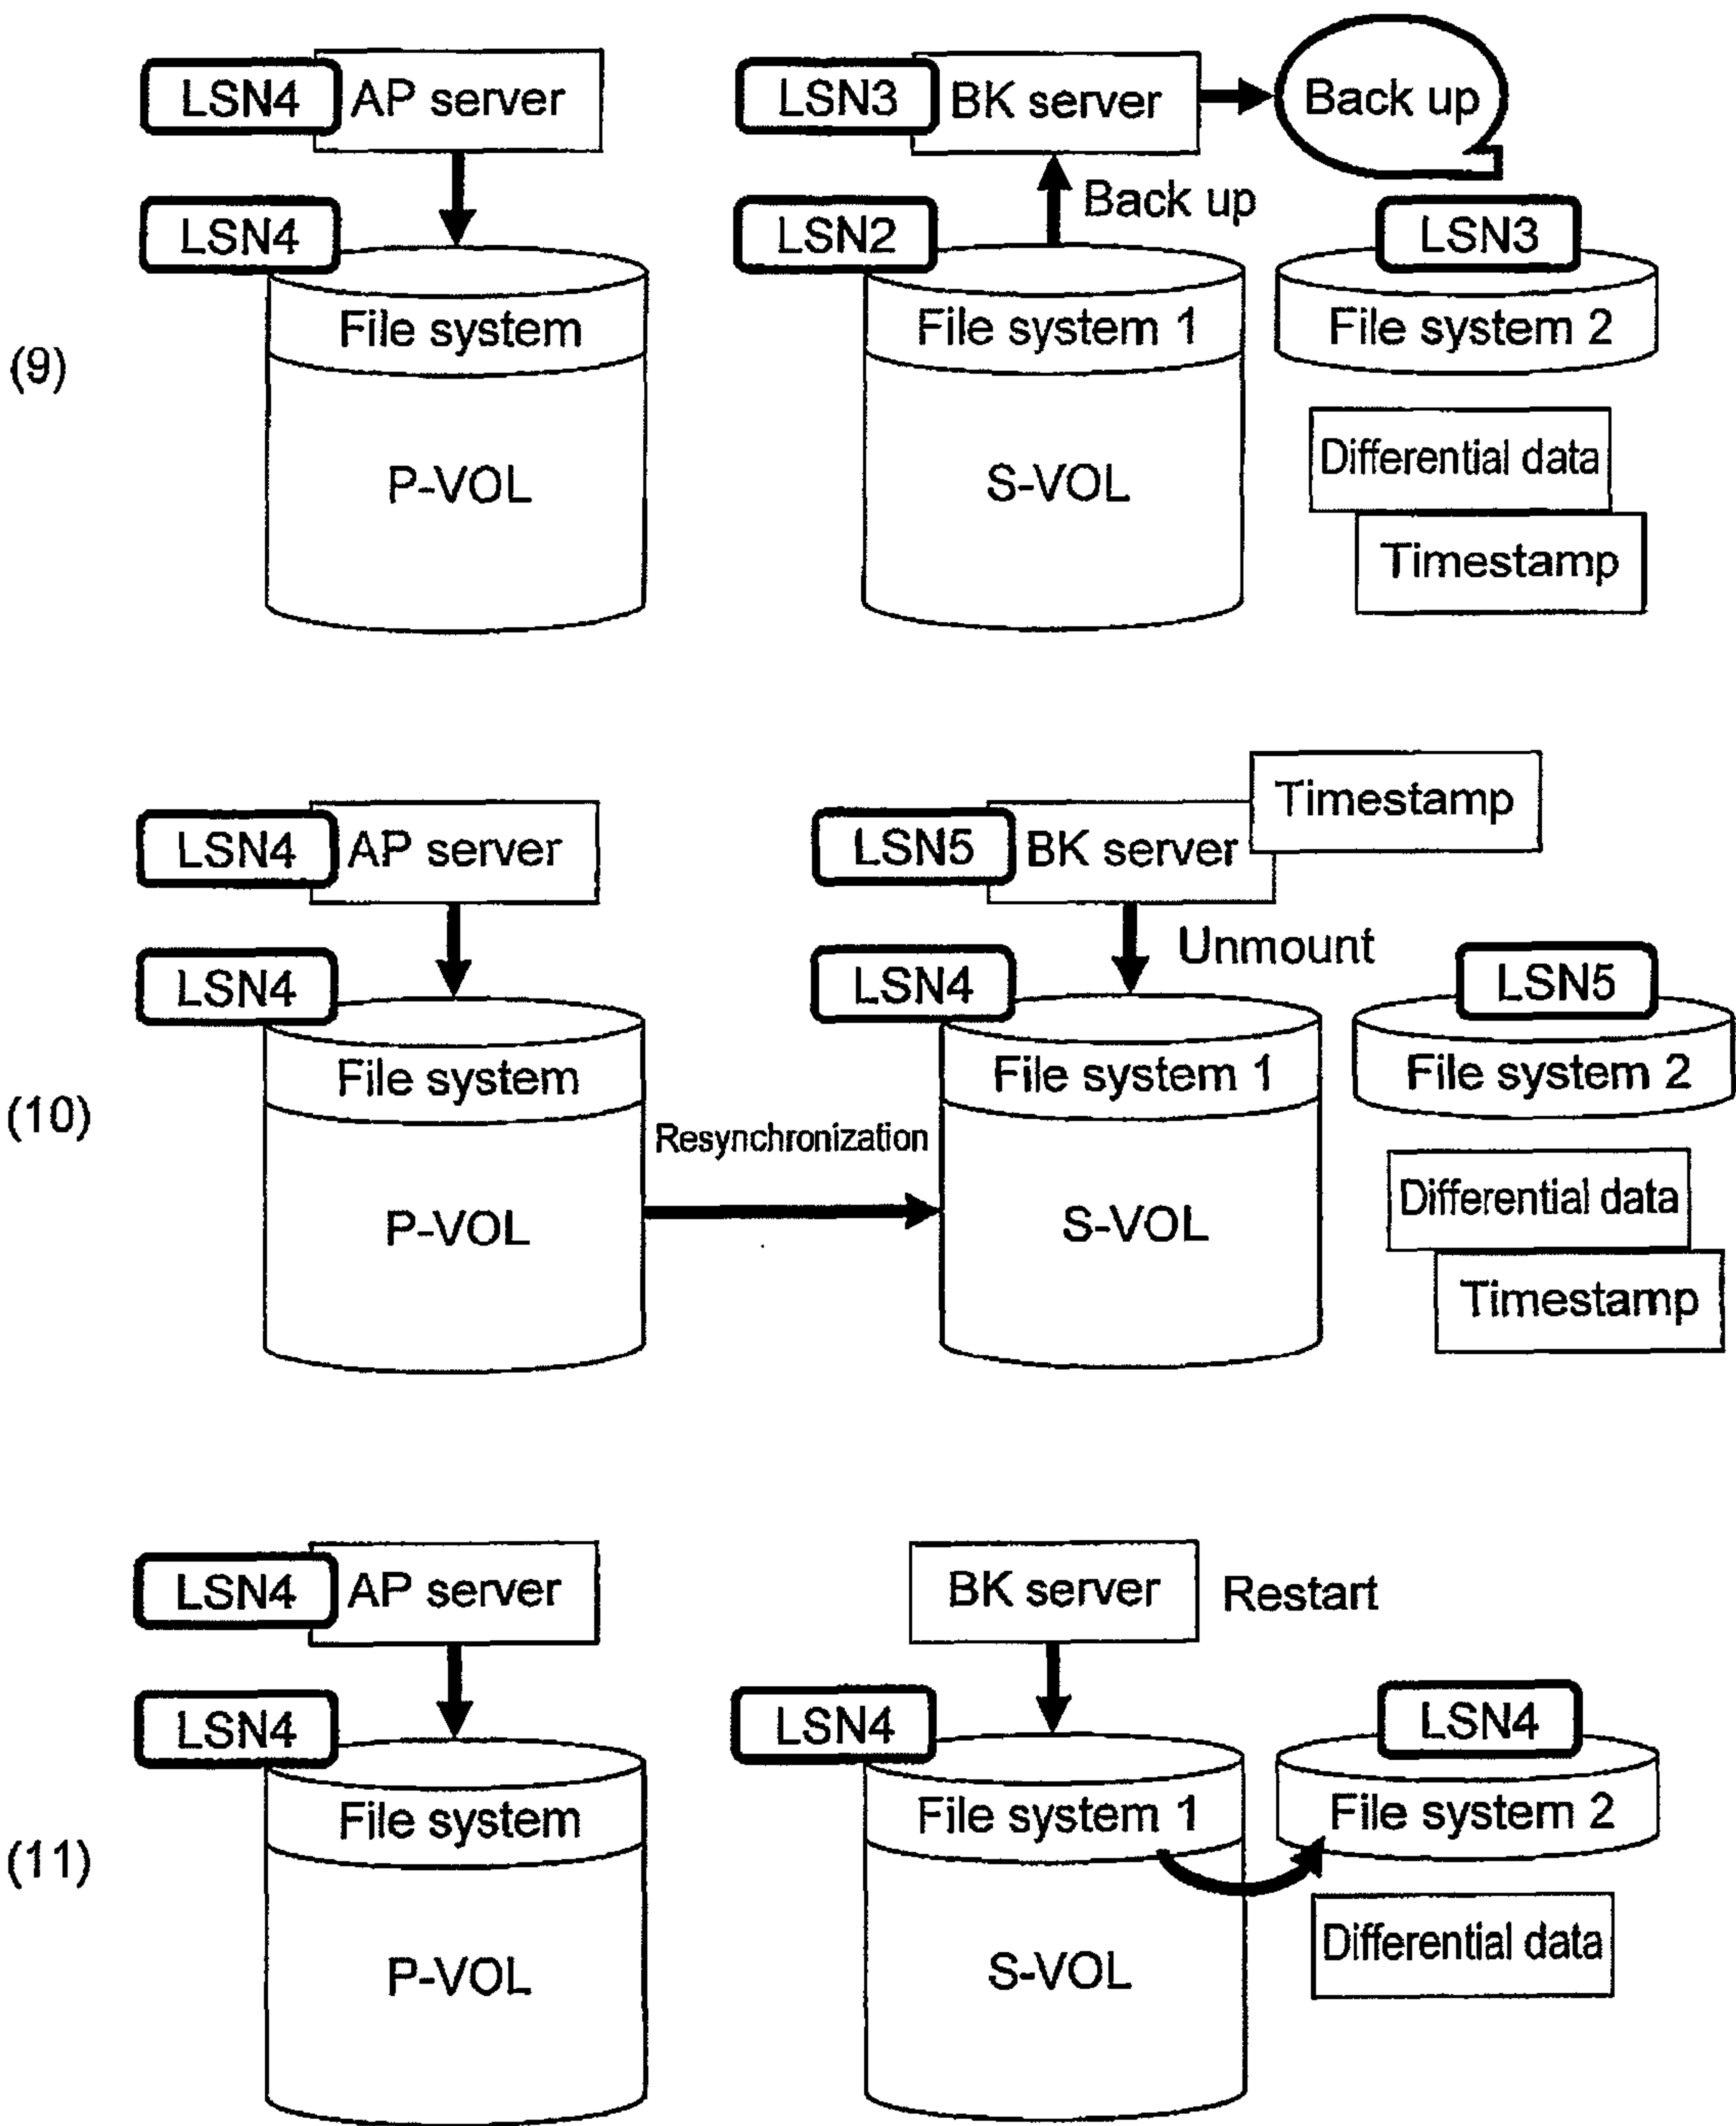 LSN4
AP server
LSN3
BK server
Back up
LSN4
LSN2
Back up
LSN3
File system
File system 1
File system 2
(9)
P-VOL
S-VOL
Differential data
Timestamp
Timestamp
LSN4
AP server
LSN5
BK server
Unmount
LSN4
LSN4
LSN5
File system
File system 1
File system 2
(10)
Resynchronization
P-VOL
S-VOL
Differential data
Timestamp
LSN4
AP server
BK server
Restart
LSN4
LSN4
LSN4
File system
File system 1
File system 2
(11)
P-VOL
S-VOL
Differential data